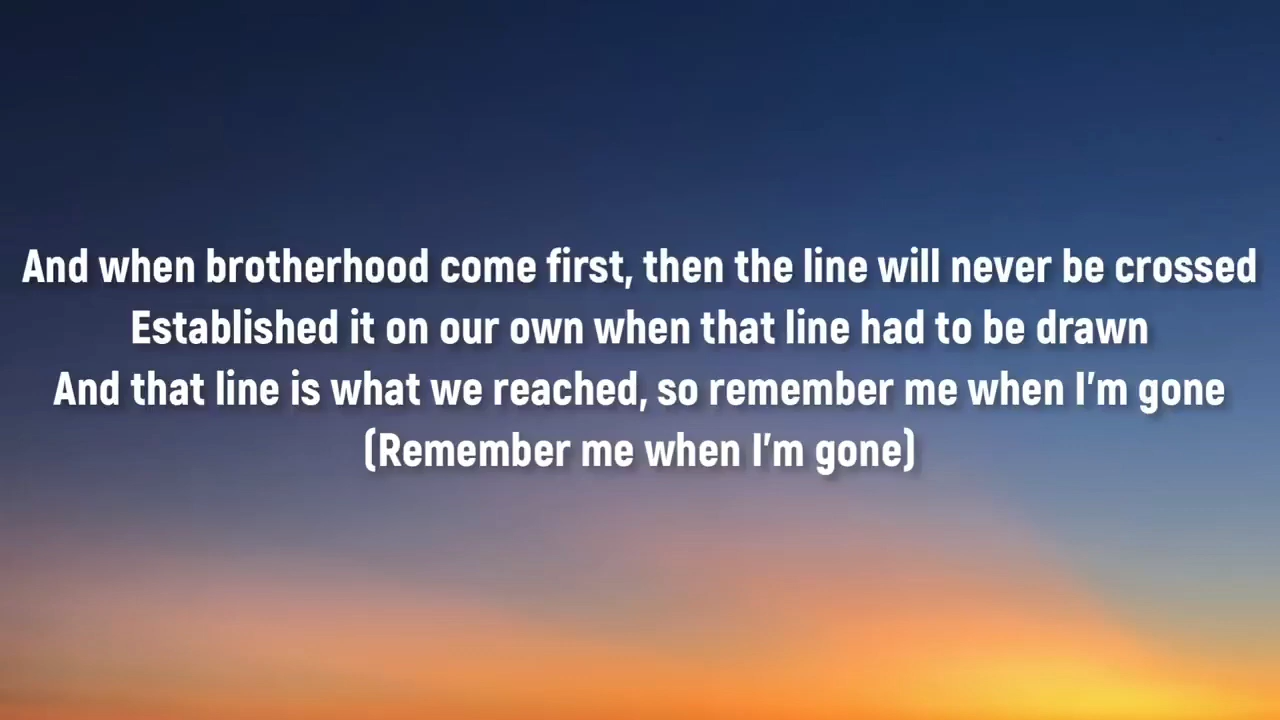 And when brotherhood come first, then the line will never be crossed
Established it on our own when that line had to be drawn
And that line is what we reached, so remember me when I'm gone
(Remember me when I'm gone)